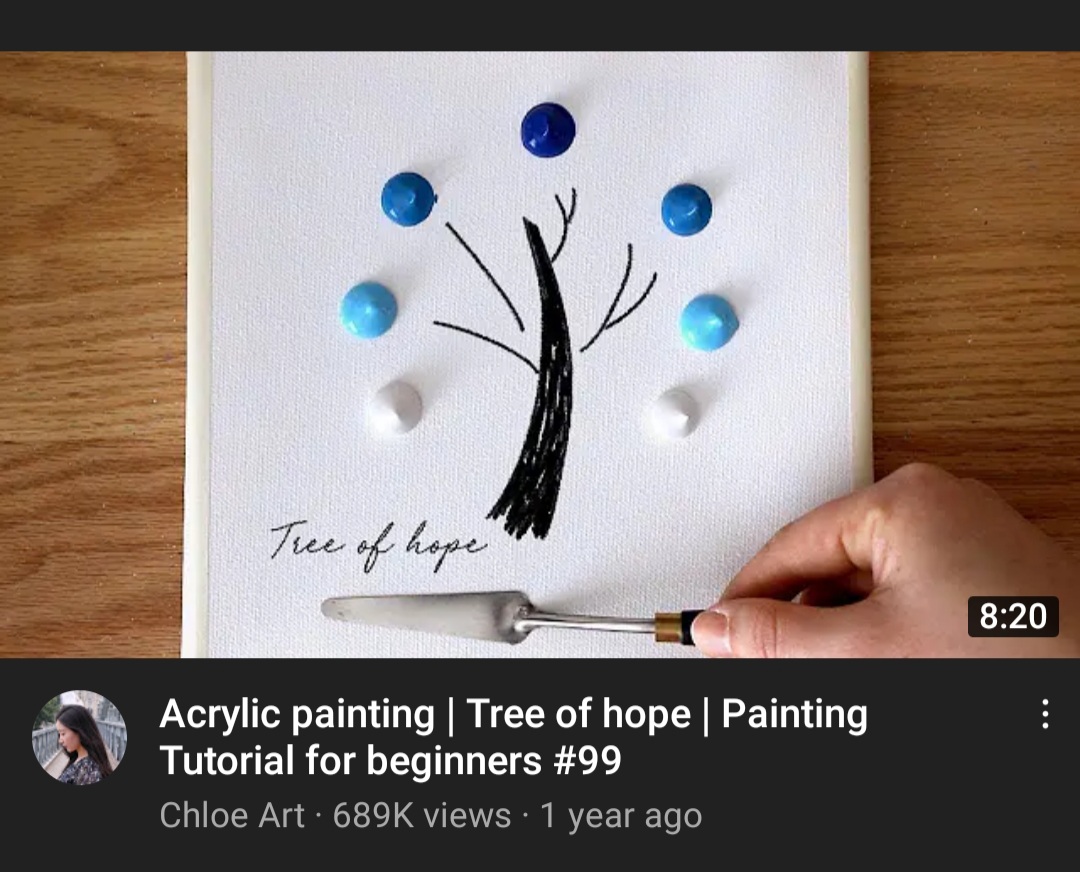 Tree of hope
8:20
Acrylic painting | Tree of hope | Painting
Tutorial for beginners #99
Chloe Art · 689K views · 1 year ago